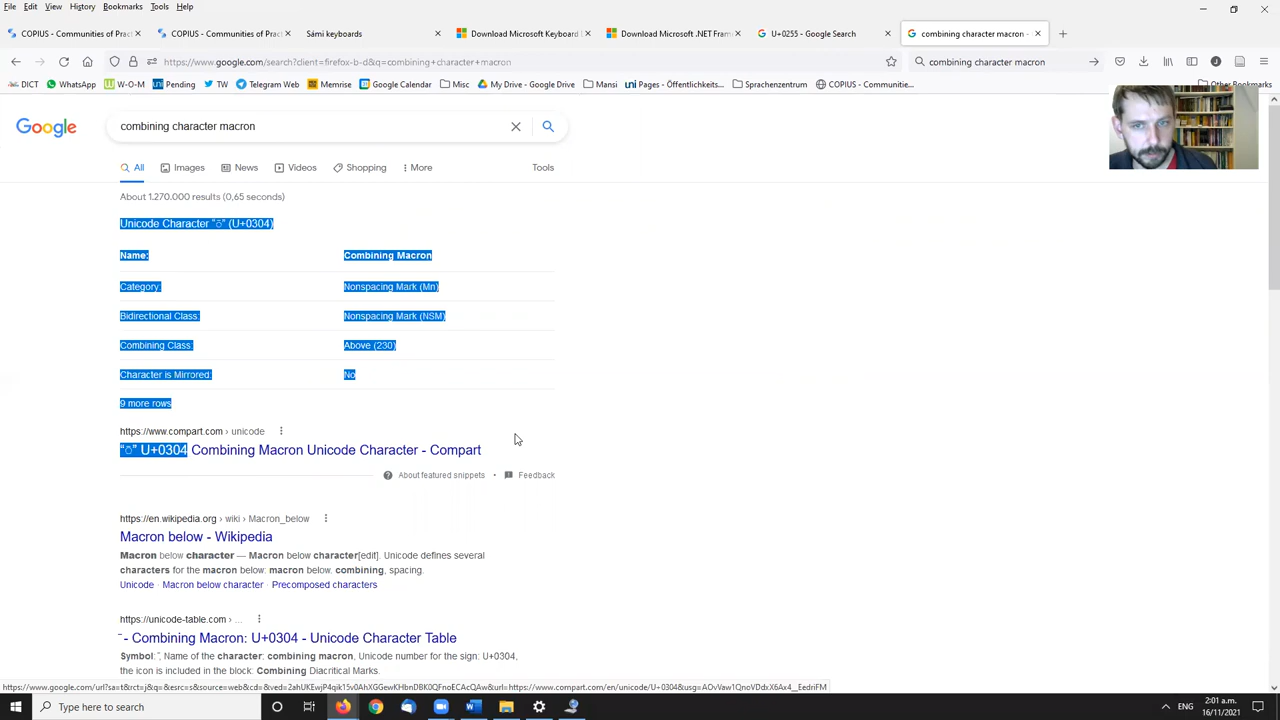 File Edit View History Bookmarks Tools Help
COPIUS - Communities of Pract
COPIUS - Communities of Pract
Sámi keyboards
Download Microsoft Keyboard L
Download Microsoft .NET Fram
U+0255 - Google Search
combining character macron -
https://www.google.com/search?client=firefox-b-d&q=combining+character+macron
combining character macron
DICT WhatsApp W-O-M Pending TW Telegram Web Memrise Google Calendar Misc My Drive - Google Drive Mansi Pages - Öffentlichkeits... Sprachenzentrum COPIUS - Communitie... Other Bookmarks
Google
combining character macron
All Images News Videos Shopping More Tools
About 1.270.000 results (0,65 seconds)
Unicode Character “◌̄” (U+0304)
Name: Combining Macron
Category: Nonspacing Mark (Mn)
Bidirectional Class: Nonspacing Mark (NSM)
Combining Class: Above (230)
Character is Mirrored: No
9 more rows
https://www.compart.com › unicode
“◌̄” U+0304 Combining Macron Unicode Character - Compart
About featured snippets • Feedback
https://en.wikipedia.org › wiki › Macron_below
Macron below - Wikipedia
Macron below character — Macron below character[edit]. Unicode defines several
characters for the macron below: macron below. combining, spacing.
Unicode · Macron below character · Precomposed characters
https://unicode-table.com › ...
̄ - Combining Macron: U+0304 - Unicode Character Table
Symbol: ̄, Name of the character: combining macron, Unicode number for the sign: U+0304,
the icon is included in the block: Combining Diacritical Marks.
Type here to search
ENG
2:01 a.m.
16/11/2021